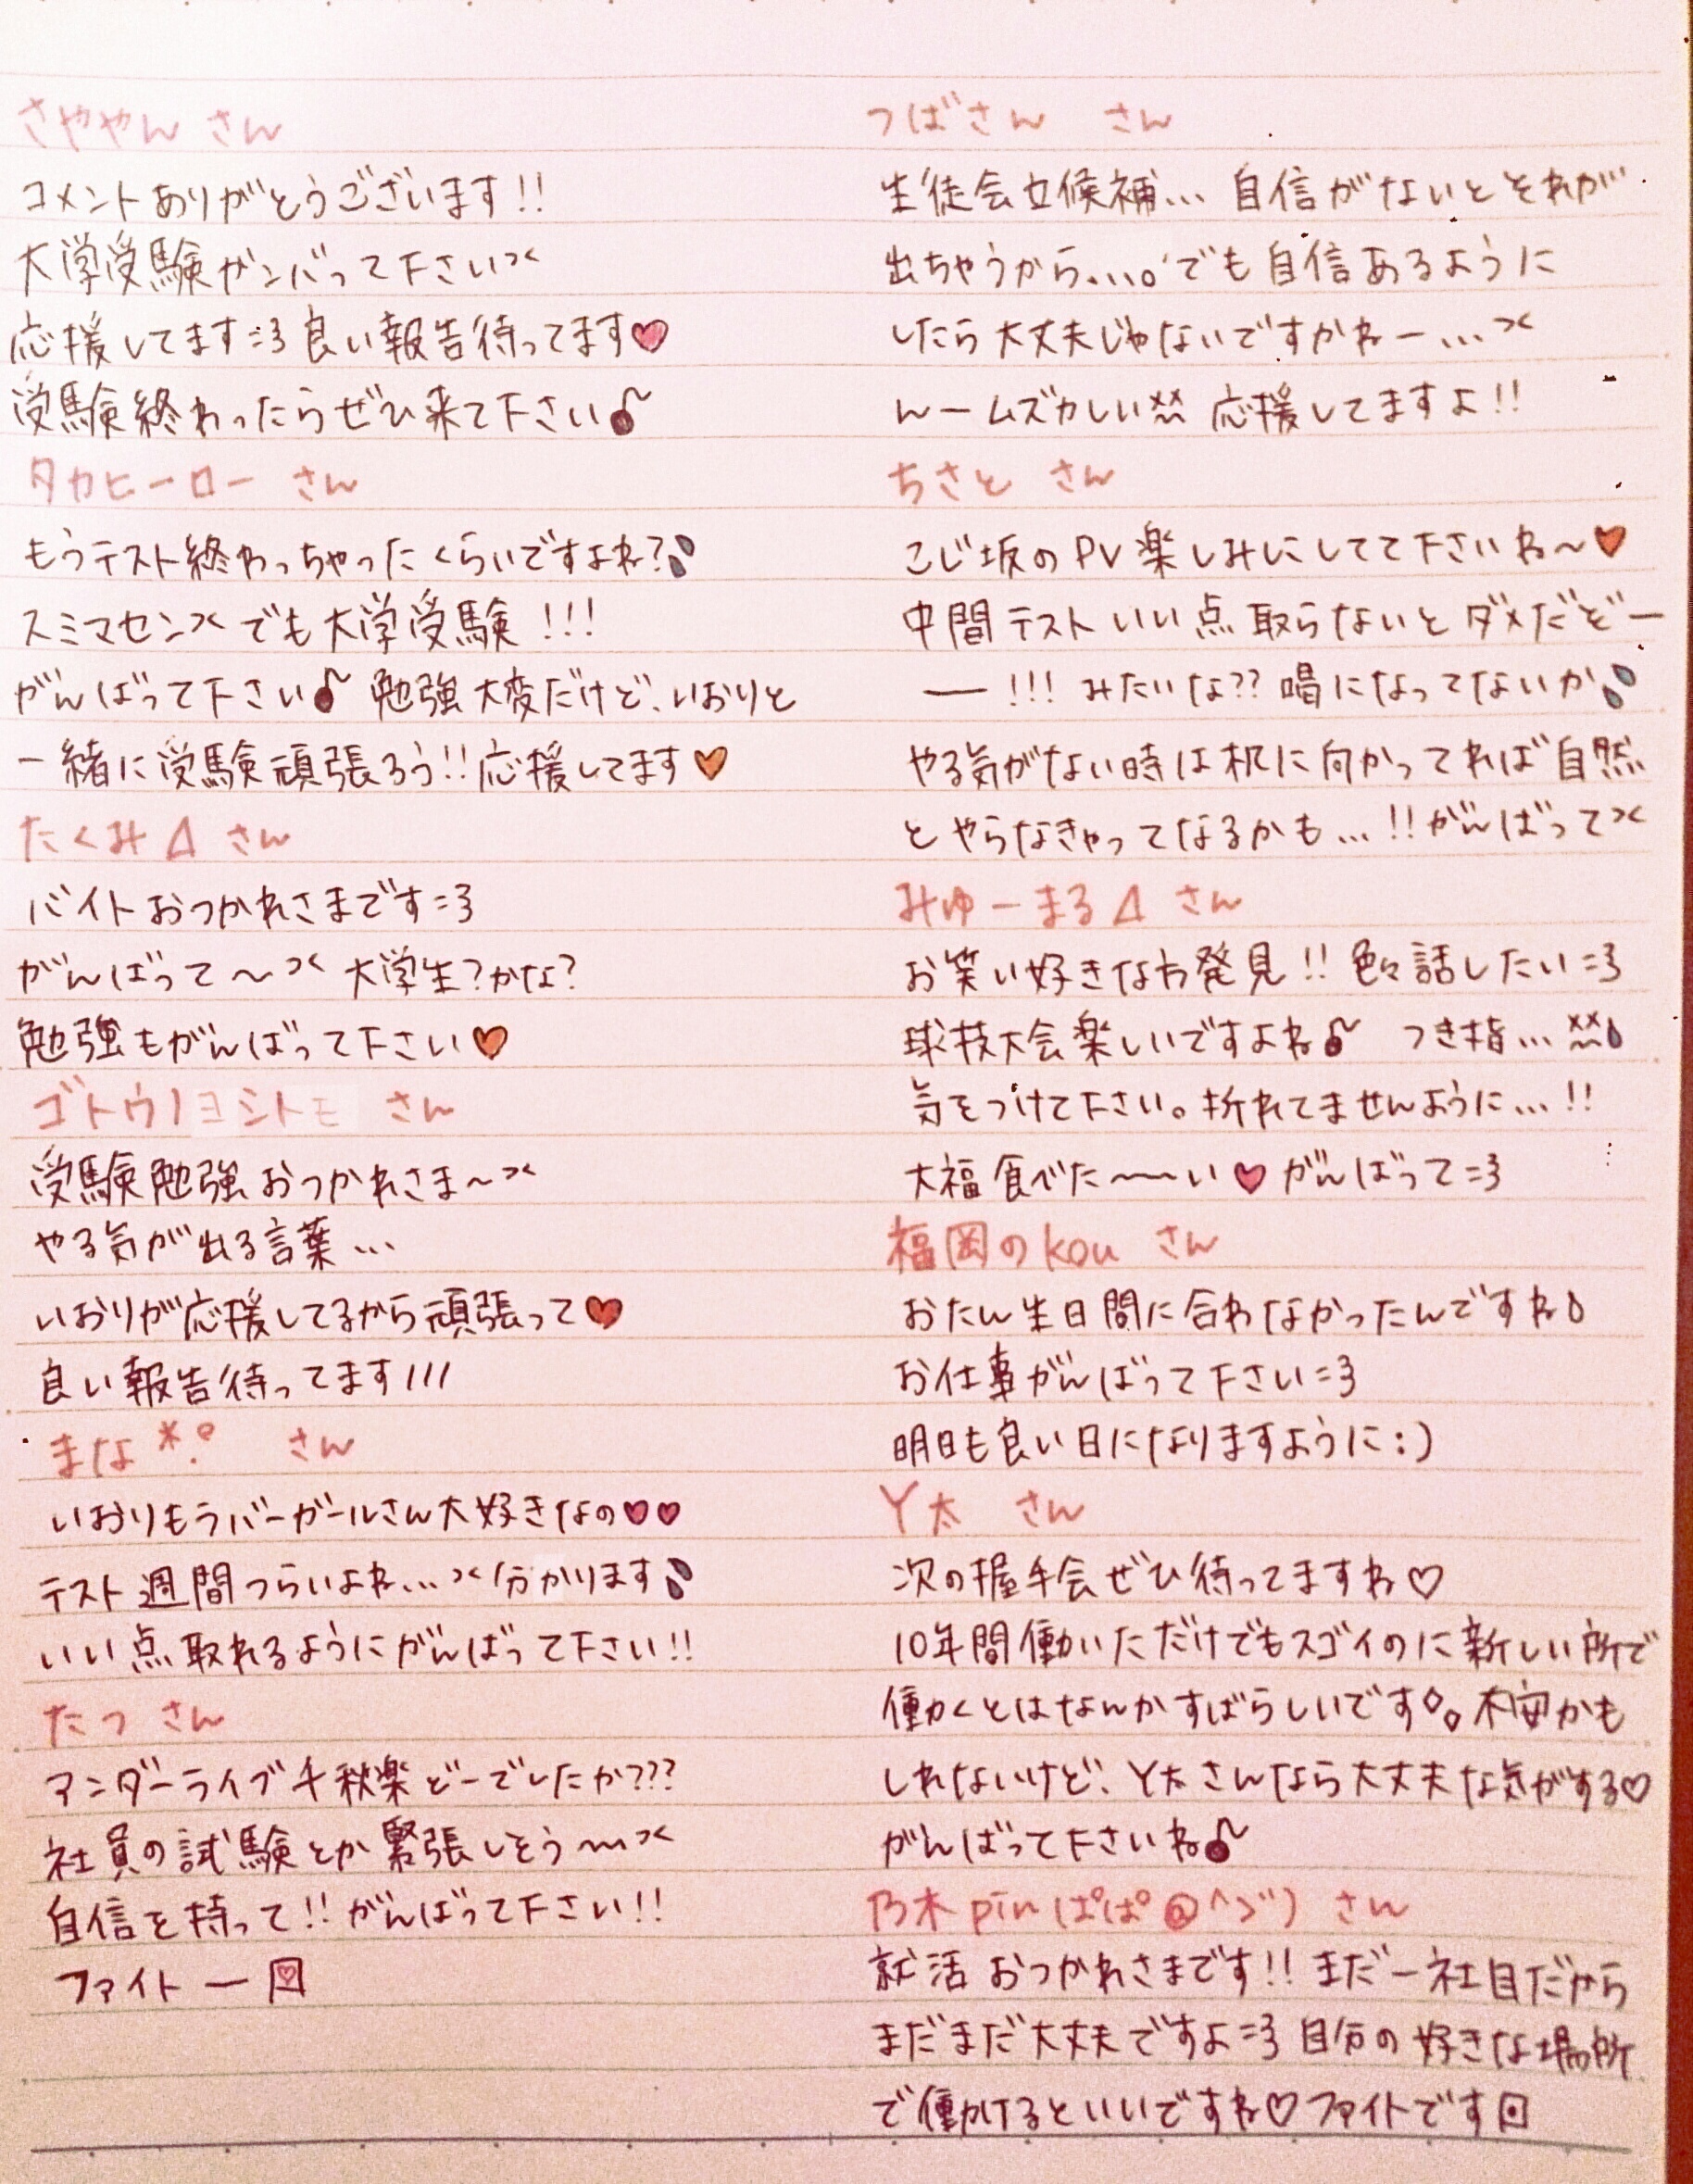 さややん さん
コメントありがとうございます!!
大学受験ガンバって下さい><
応援してます=3 良い報告待ってます♥
受験終わったらぜひ来て下さい♪
タカヒーロー さん
もうテスト終わっちゃったくらいですよね?
スミマセン>< でも大学受験!!!
がんばって下さい♪ 勉強大変だけど、いおりと
一緒に受験頑張ろう!!応援してます♥
たくみΔ さん
バイトおつかれさまです=3
がんばって〜>< 大学生?かな?
勉強もがんばって下さい♥
ゴトウノヨシトモ さん
受験勉強おつかれさま〜><
やる気が出る言葉...
いおりが応援してるから頑張って♥
良い報告待ってます!!!
まな*.° さん
いおりもラバーガールさん大好きなの♥♥
テスト週間つらいよね...>< 分かります
いい点取れるようにがんばって下さい!!
たつ さん
アンダーライブ千秋楽どーでしたか???
社員の試験とか緊張しそう〜><
自信を持って!!がんばって下さい!!
ファイトー
つばさん さん
生徒会立候補... 自信がないとそれが
出ちゃうから...。でも自信あるように
したら大丈夫じゃないですかねー...><
んームズカしい 応援してますよ!!
ちさと さん
こじ坂のPV楽しみにしてて下さいね〜♥
中間テストいい点取らないとダメだぞー
ー!!! みたいな?? 喝になってないか
やる気がない時は机に向かってれば自然
とやらなきゃってなるかも...!!がんばって><
みゅーまるΔ さん
お笑い好きなカ発見!! 色々話したい=3
球技大会楽しいですよね♪ つき指...
気をつけて下さい。折れてませんように...!!
大福食べた〜〜い♥ がんばって=3
福岡のkou さん
おたん生日間に合わなかったんですね
お仕事がんばって下さい=3
明日も良い日になりますように:)
Y太 さん
次の握手会ぜひ待ってますね♡
10年間働いただけでもスゴイのに新しい所で
働くとはなんかすばらしいです 不安かも
しれないけど、Y太さんなら大丈夫な気がする♡
がんばって下さいね♪
乃木pinぱぱ@^ゞ) さん
就活おつかれさまです!! まだ一社目だから
まだまだ大丈夫ですよ=3 自分の好きな場所
で働けるといいですね♡ファイトです